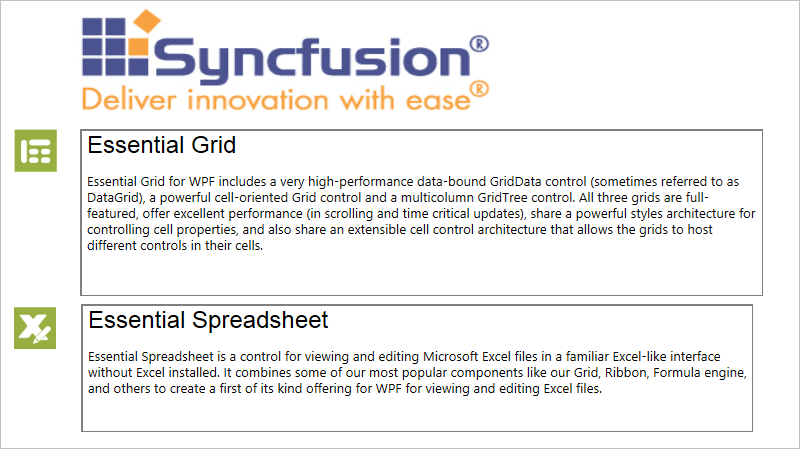 Syncfusion®
Deliver innovation with ease®
Essential Grid
Essential Grid for WPF includes a very high-performance data-bound GridData control (sometimes referred to as
DataGrid), a powerful cell-oriented Grid control and a multicolumn GridTree control. All three grids are full-
featured, offer excellent performance (in scrolling and time critical updates), share a powerful styles architecture for
controlling cell properties, and also share an extensible cell control architecture that allows the grids to host
different controls in their cells.
Essential Spreadsheet
Essential Spreadsheet is a control for viewing and editing Microsoft Excel files in a familiar Excel-like interface
without Excel installed. It combines some of our most popular components like our Grid, Ribbon, Formula engine,
and others to create a first of its kind offering for WPF for viewing and editing Excel files.